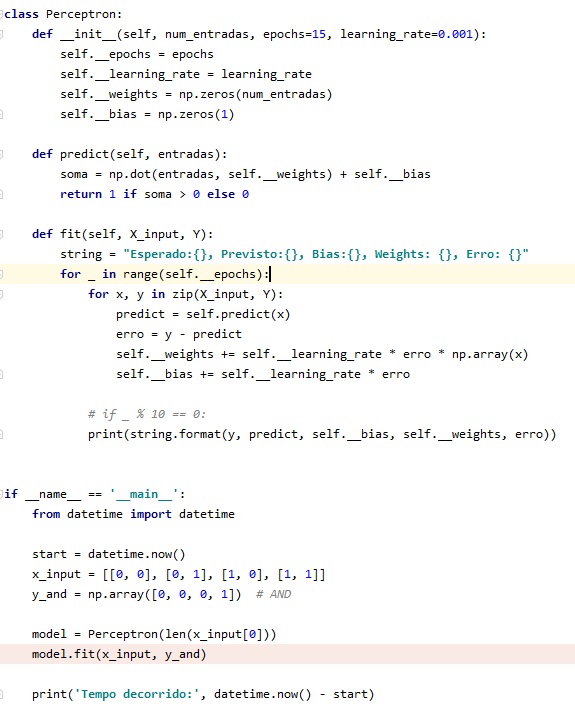 class Perceptron:
    def __init__(self, num_entradas, epochs=15, learning_rate=0.001):
        self.__epochs = epochs
        self.__learning_rate = learning_rate
        self.__weights = np.zeros(num_entradas)
        self.__bias = np.zeros(1)

    def predict(self, entradas):
        soma = np.dot(entradas, self.__weights) + self.__bias
        return 1 if soma > 0 else 0

    def fit(self, X_input, Y):
        string = "Esperado:{}, Previsto:{}, Bias:{}, Weights: {}, Erro: {}"
        for _ in range(self.__epochs):
            for x, y in zip(X_input, Y):
                predict = self.predict(x)
                erro = y - predict
                self.__weights += self.__learning_rate * erro * np.array(x)
                self.__bias += self.__learning_rate * erro

            # if _ % 10 == 0:
            print(string.format(y, predict, self.__bias, self.__weights, erro))


if __name__ == '__main__':
    from datetime import datetime

    start = datetime.now()
    x_input = [[0, 0], [0, 1], [1, 0], [1, 1]]
    y_and = np.array([0, 0, 0, 1])  # AND

    model = Perceptron(len(x_input[0]))
    model.fit(x_input, y_and)

    print('Tempo decorrido:', datetime.now() - start)